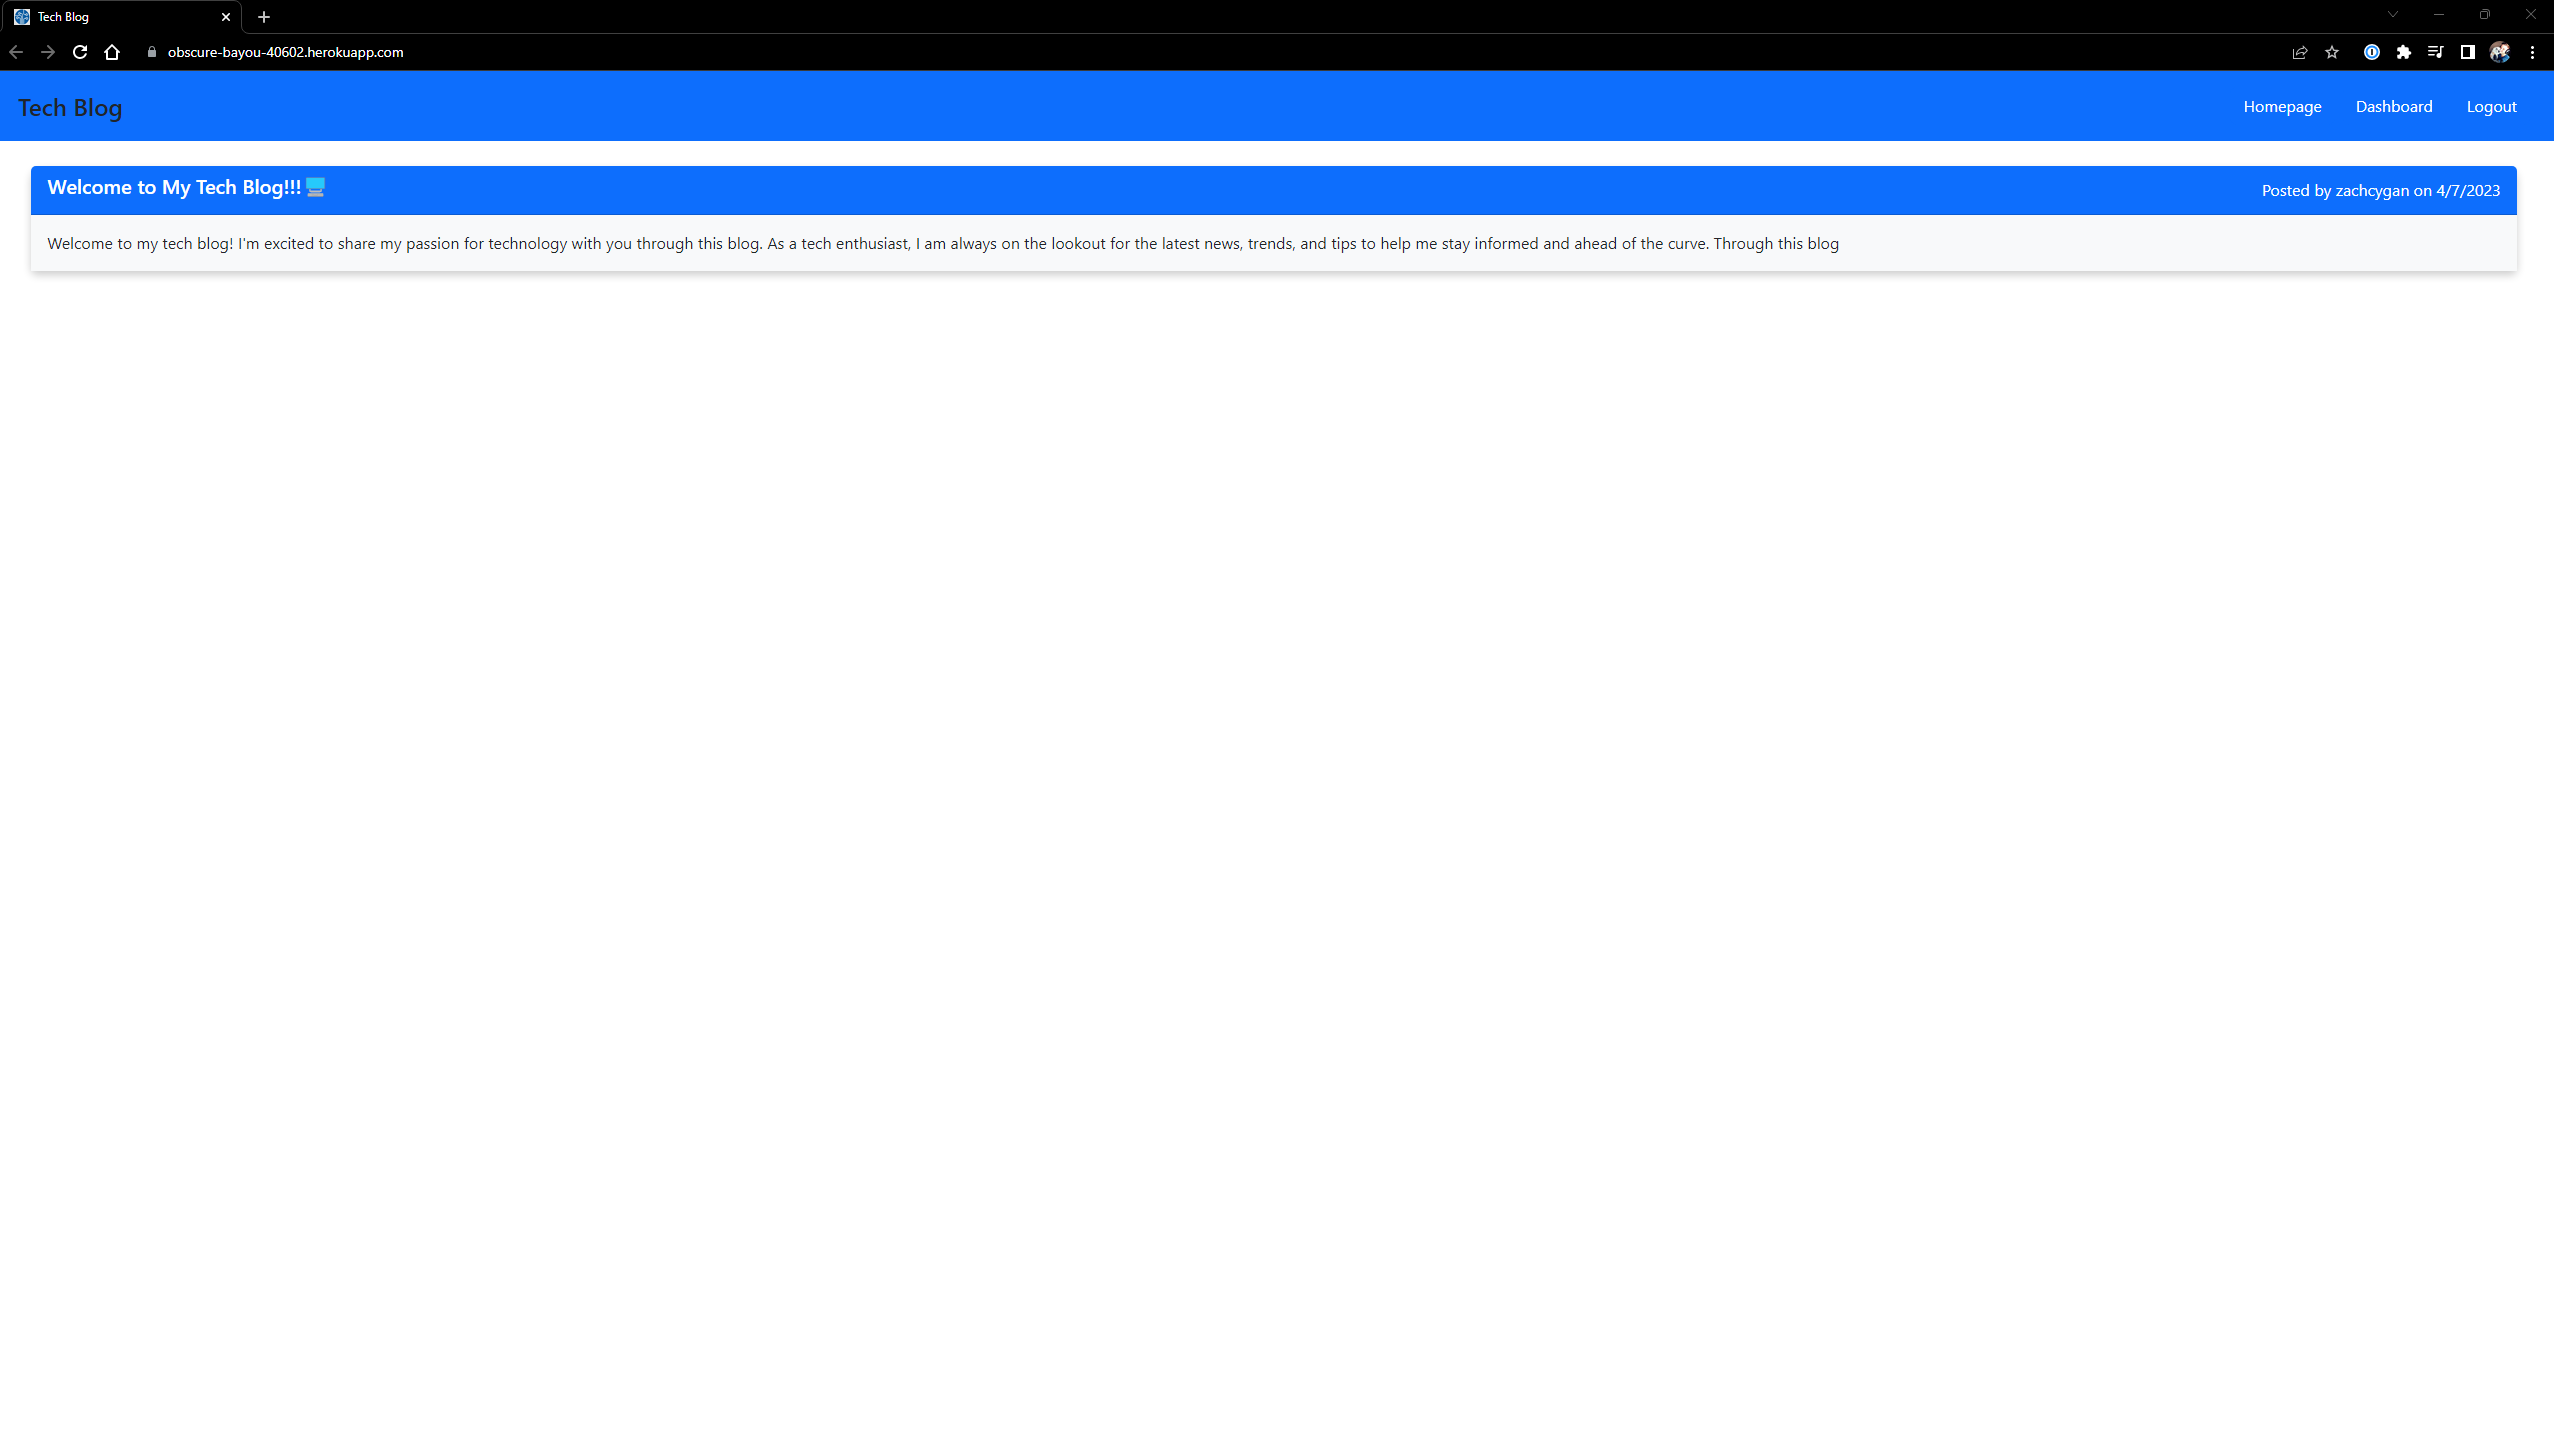 Tech Blog
obscure-bayou-40602.herokuapp.com
Tech Blog
Homepage Dashboard Logout
Welcome to My Tech Blog!!! 🖥️
Posted by zachcygan on 4/7/2023
Welcome to my tech blog! I'm excited to share my passion for technology with you through this blog. As a tech enthusiast, I am always on the lookout for the latest news, trends, and tips to help me stay informed and ahead of the curve. Through this blog